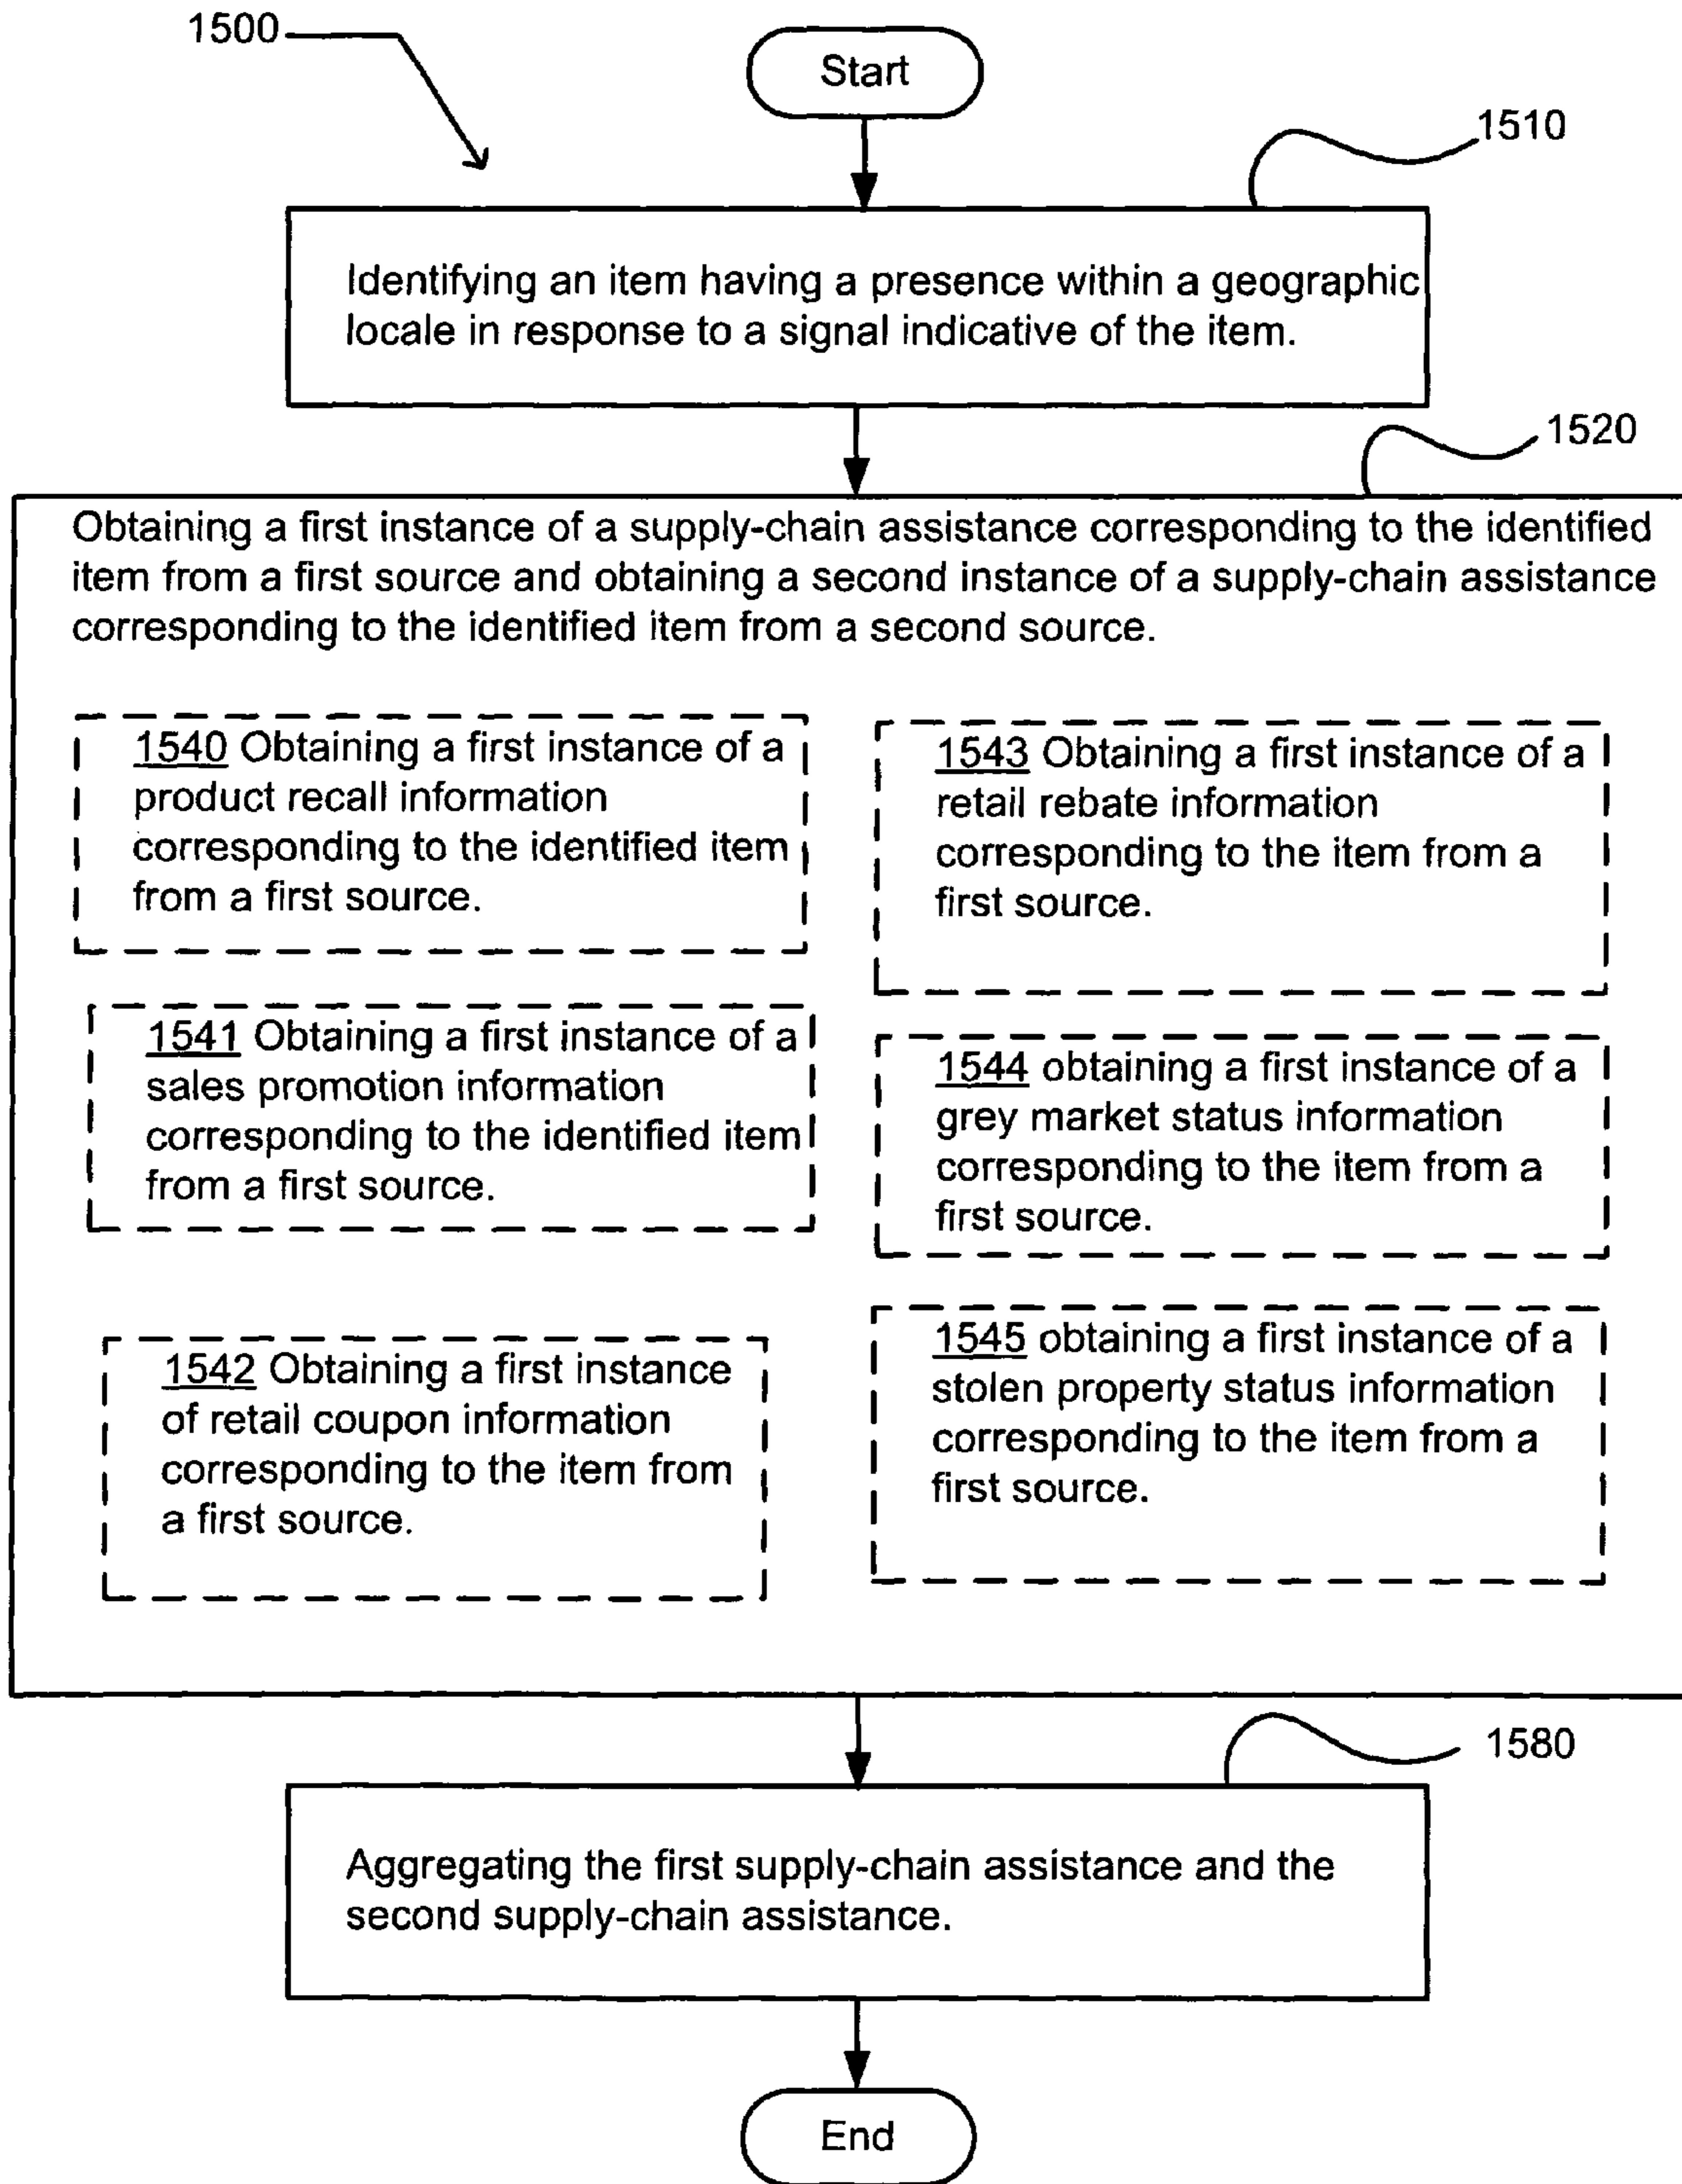 1500
Start
1510
Identifying an item having a presence within a geographic
locale in response to a signal indicative of the item.
1520
Obtaining a first instance of a supply-chain assistance corresponding to the identified
item from a first source and obtaining a second instance of a supply-chain assistance
corresponding to the identified item from a second source.
1540 Obtaining a first instance of a
product recall information
corresponding to the identified item
from a first source.
1541 Obtaining a first instance of a
sales promotion information
corresponding to the identified item
from a first source.
1542 Obtaining a first instance
of retail coupon information
corresponding to the item from
a first source.
1543 Obtaining a first instance of a
retail rebate information
corresponding to the item from a
first source.
1544 obtaining a first instance of a
grey market status information
corresponding to the item from a
first source.
1545 obtaining a first instance of a
stolen property status information
corresponding to the item from a
first source.
1580
Aggregating the first supply-chain assistance and the
second supply-chain assistance.
End